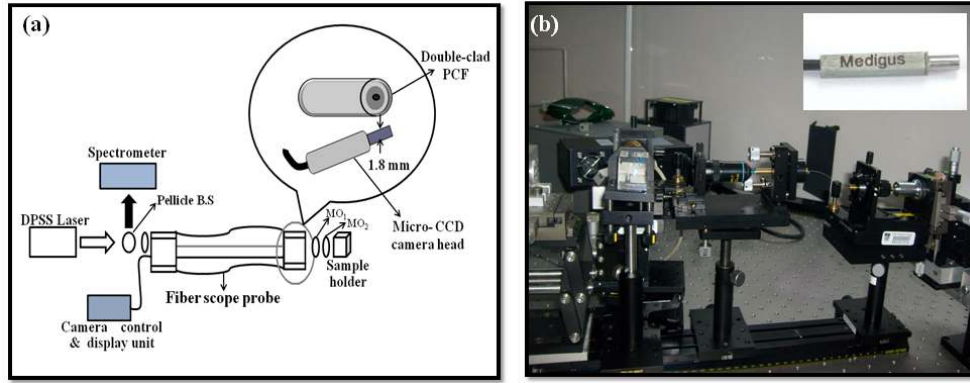 (a)
Double-clad
PCF
1.8 mm
Spectrometer
Pellicle B.S
DPSS Laser
MO1
MO2
Micro- CCD
camera head
Sample
holder
Fiber scope probe
Camera control
& display unit
(b)
Medigus